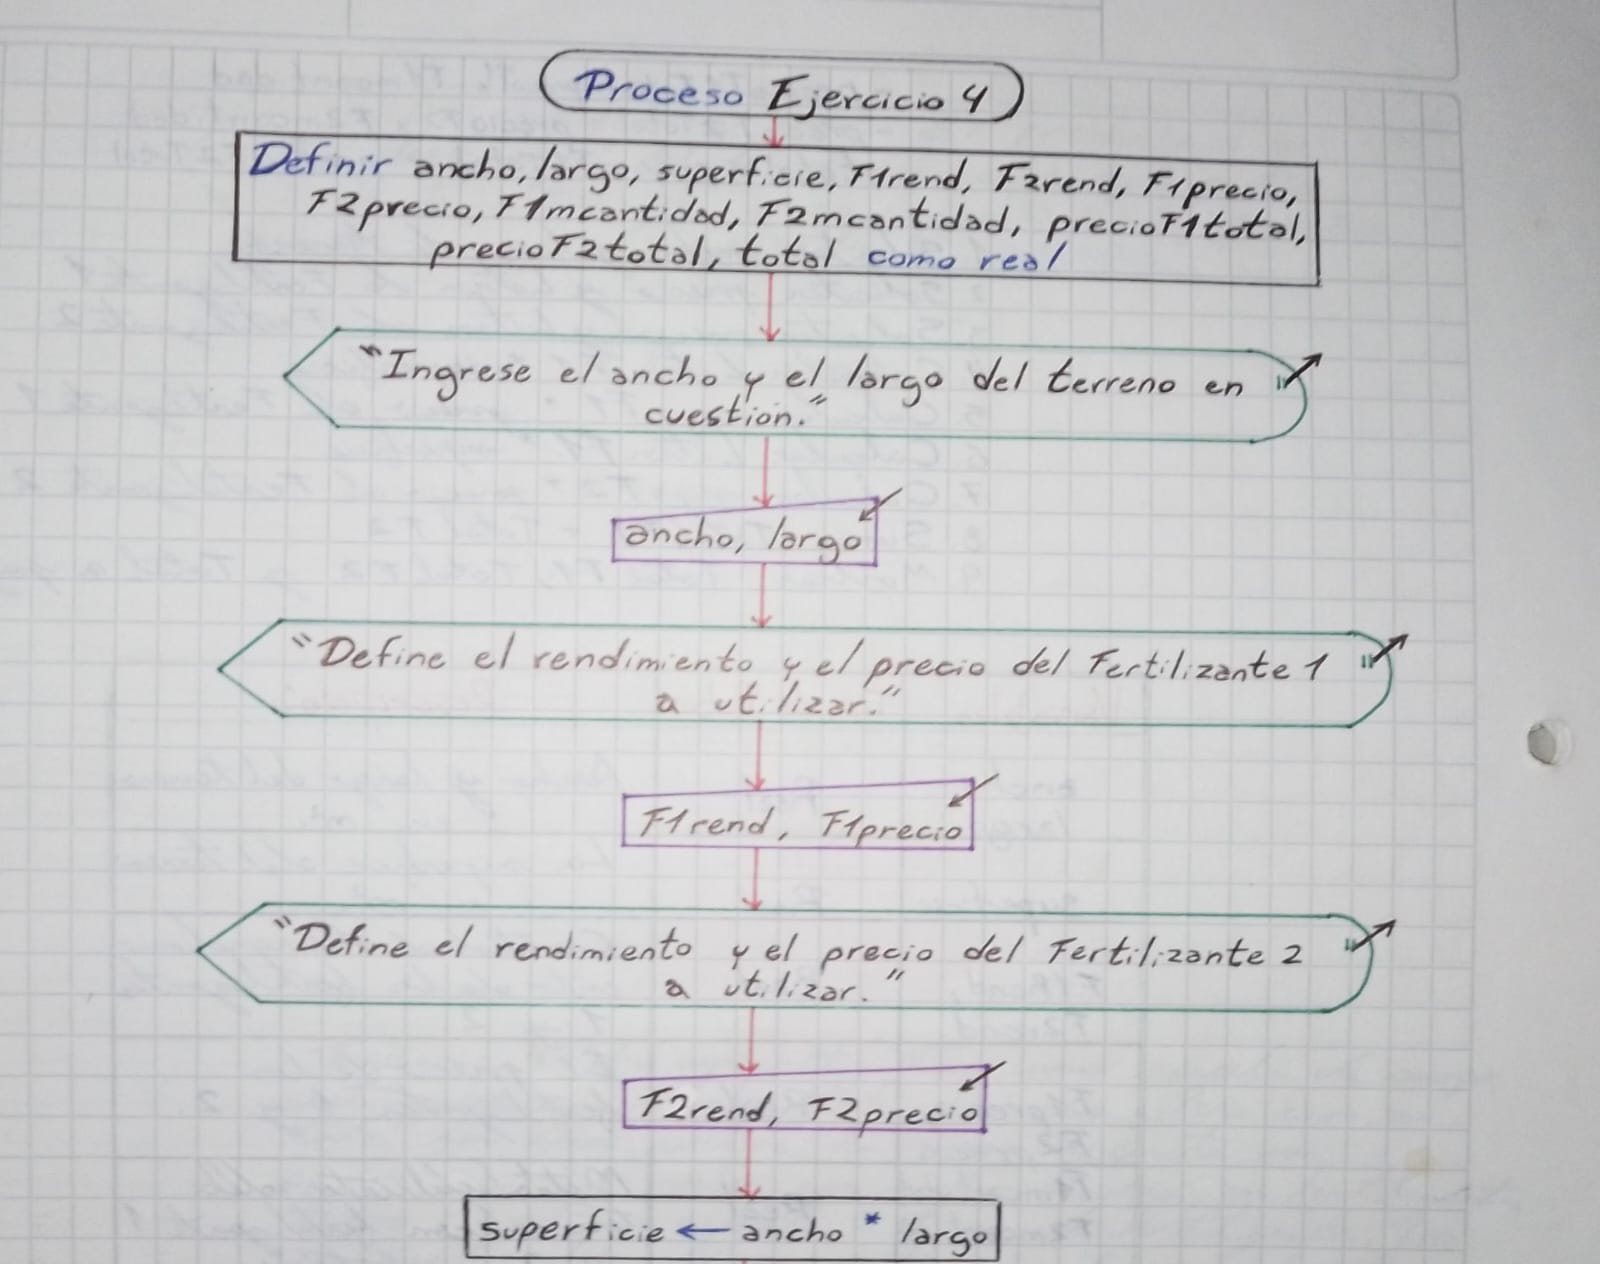 Proceso Ejercicio 4
Definir ancho, largo, superficie, F1rend, F2rend, F1precio,
F2precio, F1mcantidad, F2mcantidad, precioF1total,
precioF2total, total como real
"Ingrese el ancho y el largo del terreno en "
cuestion."
ancho, largo
"Define el rendimiento y el precio del Fertilizante 1 "
a utilizar."
F1rend, F1precio
"Define el rendimiento y el precio del Fertilizante 2 "
a utilizar."
F2rend, F2precio
superficie ← ancho * largo